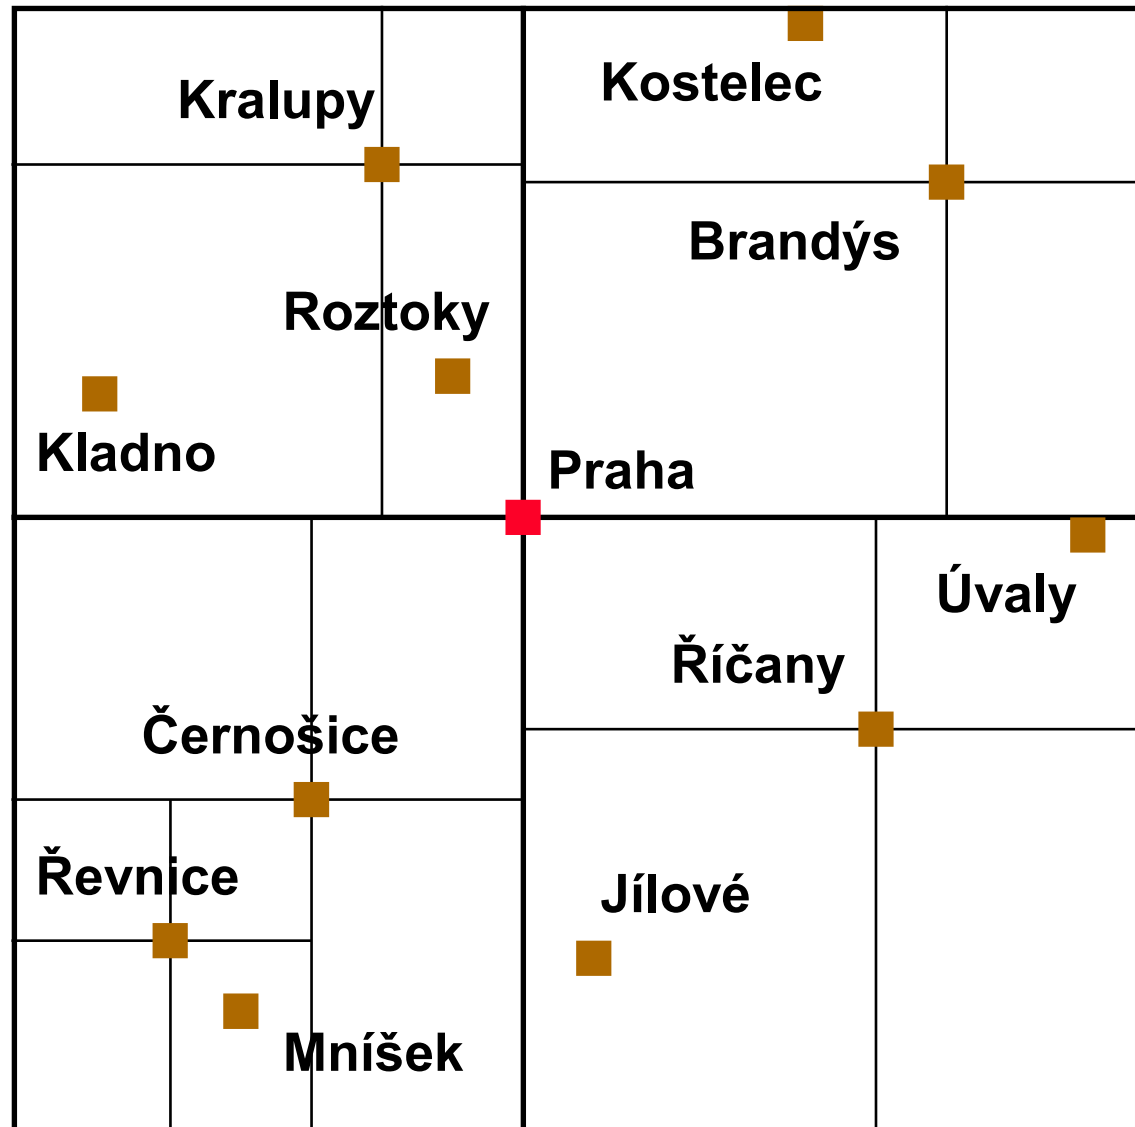 Kostelec
Kralupy
Brandýs
Roztoky
Kladno
Praha
Úvaly
Říčany
Černošice
Řevnice
Jílové
Mníšek